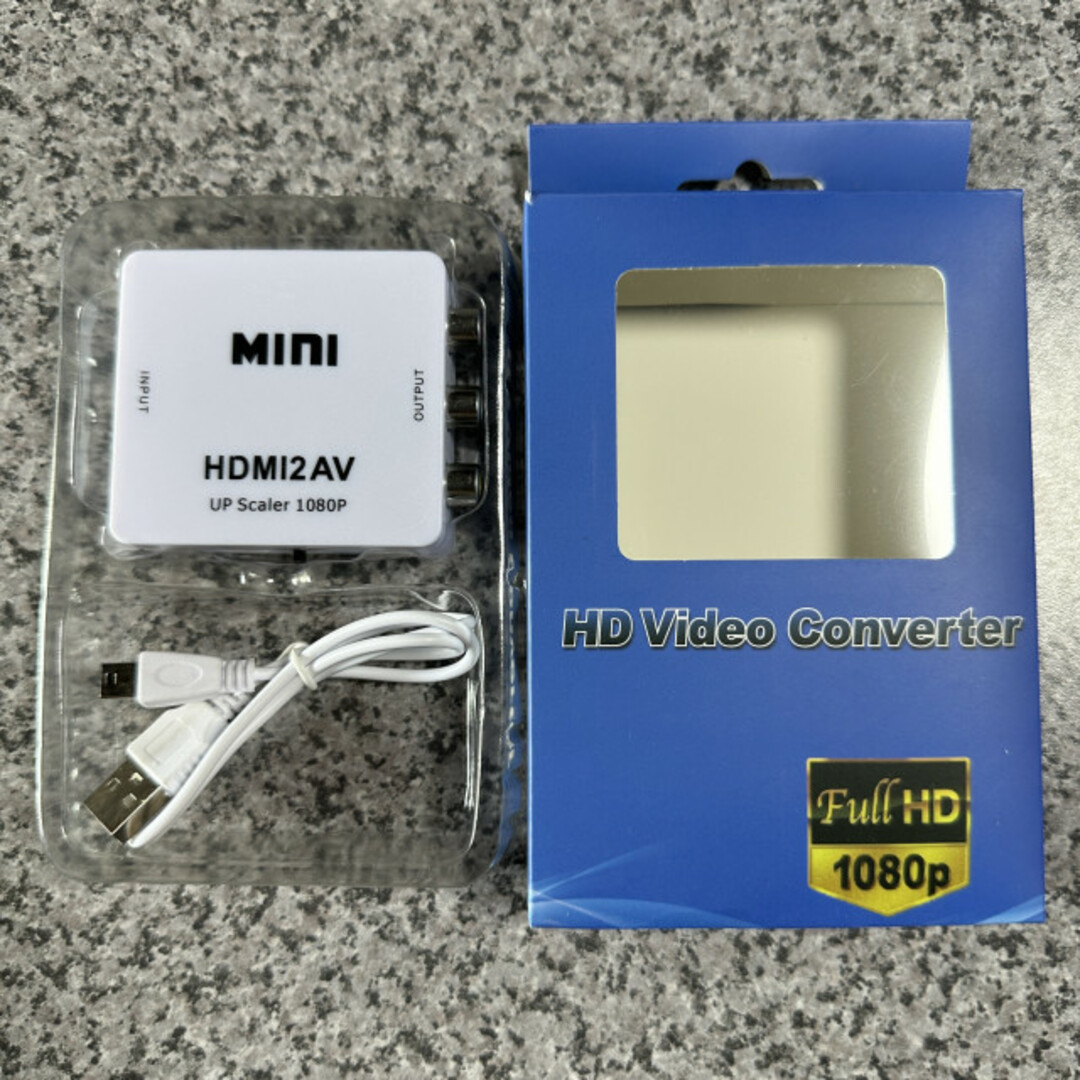 MINI
INPUT
OUTPUT
HDMI2AV
UP Scaler 1080P
HD Video Converter
Full HD
1080p